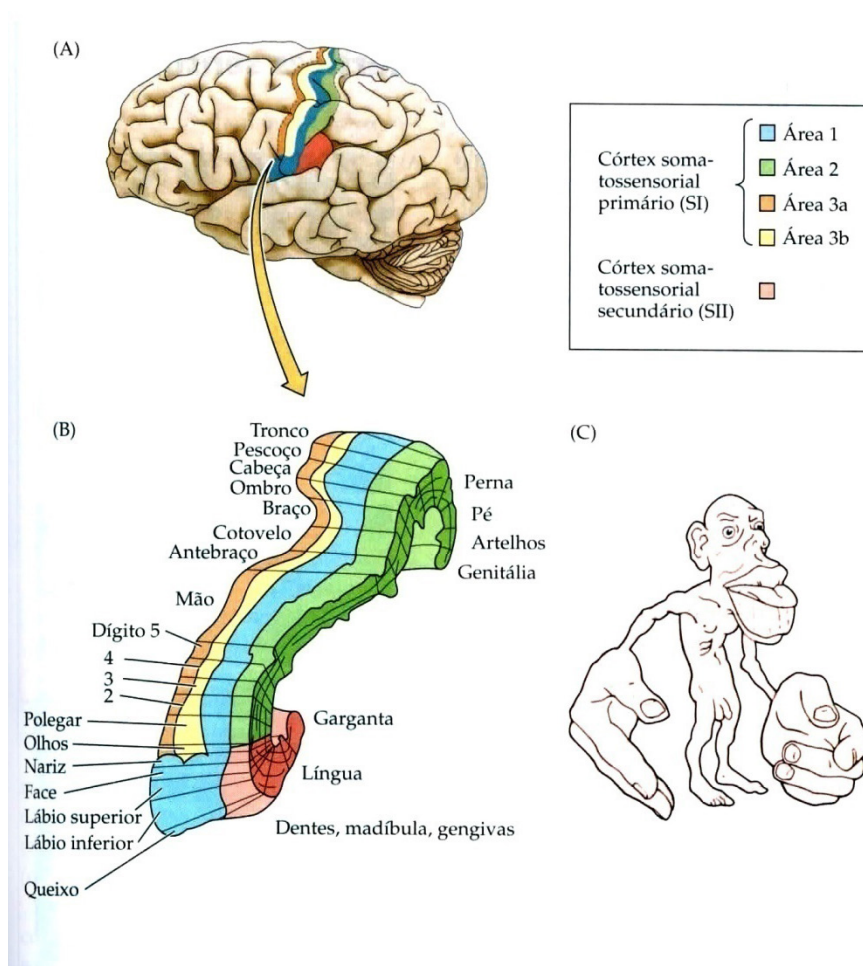 (A)
Córtex soma-
tossensorial
primário (SI)
Área 1
Área 2
Área 3a
Área 3b
Córtex soma-
tossensorial
secundário (SII)
(B)
Tronco
Pescoço
Cabeça
Ombro
Braço
Cotovelo
Antebraço
Mão
Dígito 5
4
3
2
Polegar
Olhos
Nariz
Face
Lábio superior
Lábio inferior
Queixo
Perna
Pé
Artelhos
Genitália
Garganta
Língua
Dentes, madíbula, gengivas
(C)